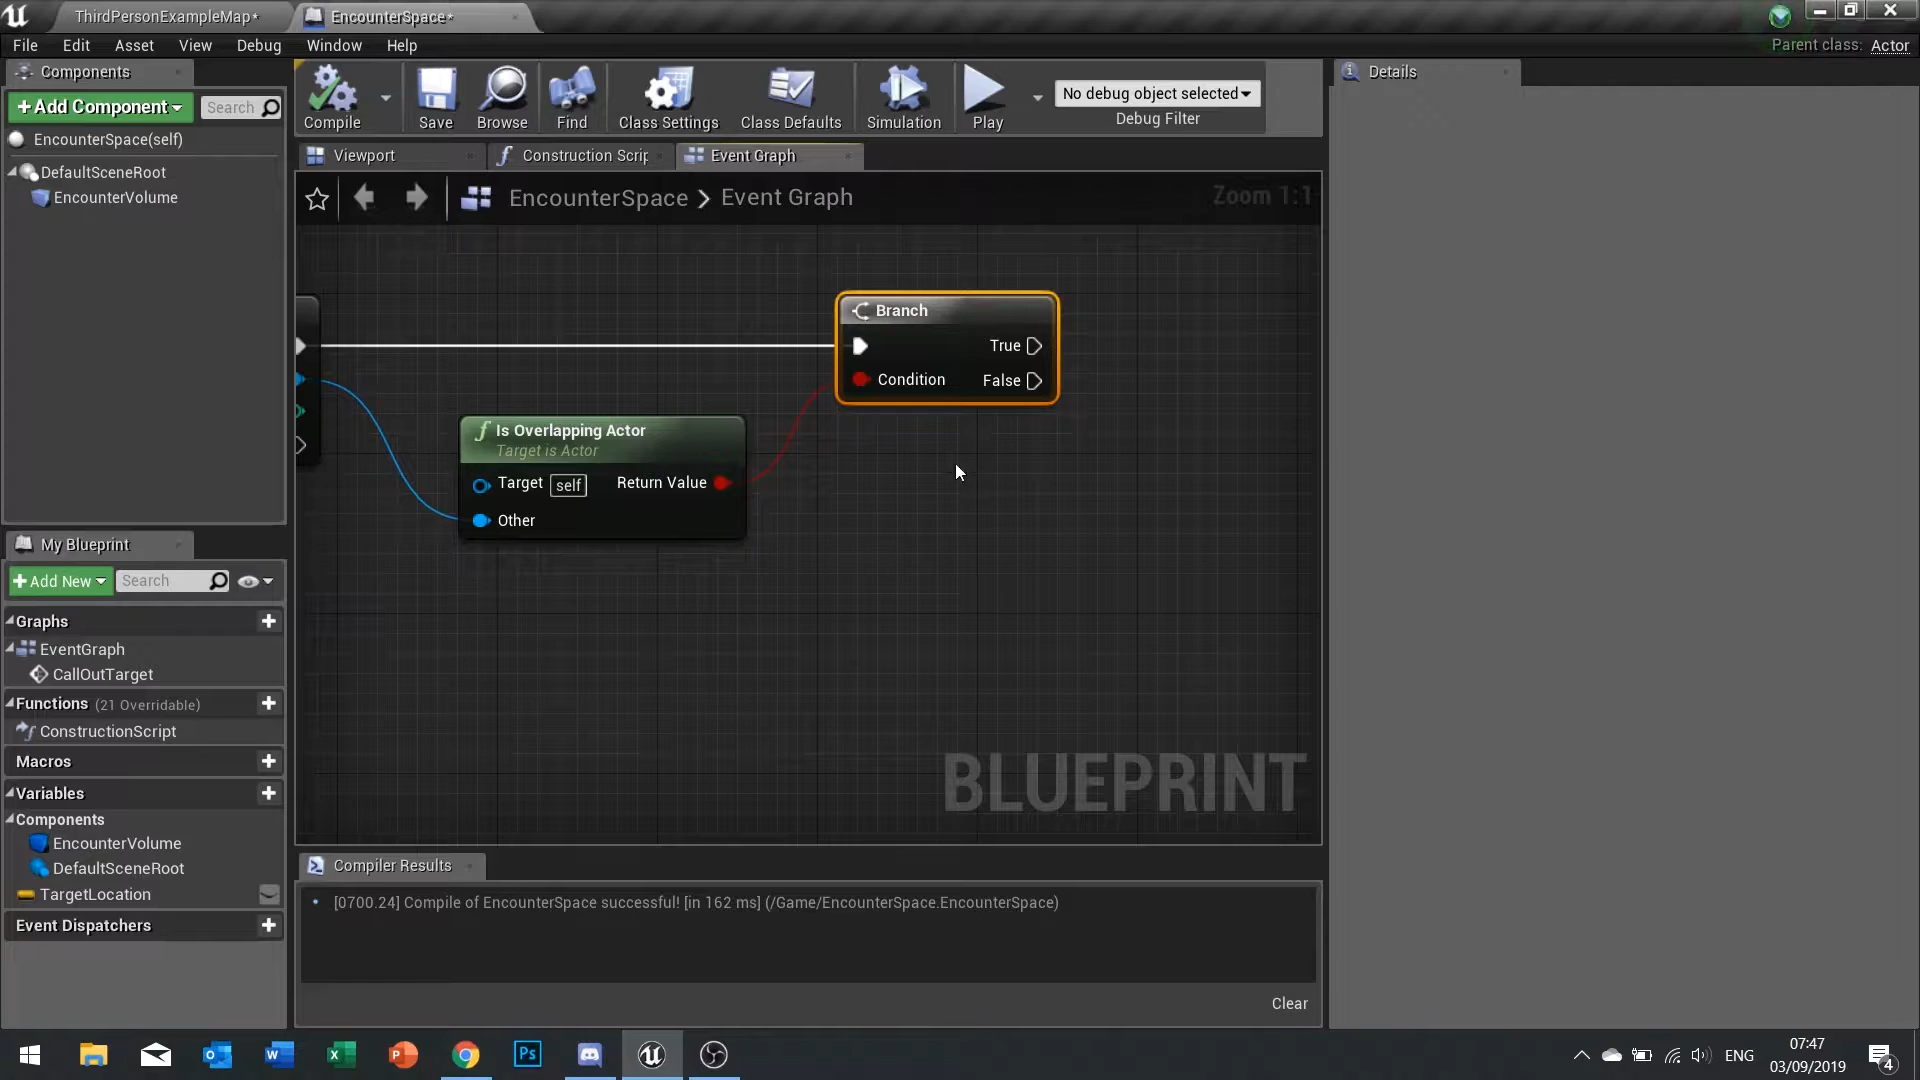 ThirdPersonExampleMap*
EncounterSpace*
File Edit Asset View Debug Window Help
Parent class: Actor
Components
+Add Component
Search
EncounterSpace(self)
DefaultSceneRoot
EncounterVolume
Compile
Save
Browse
Find
Class Settings
Class Defaults
Simulation
Play
No debug object selected
Debug Filter
Details
Viewport
Construction Scrip
Event Graph
EncounterSpace > Event Graph
Zoom 1:1
Branch
True
Condition
False
Is Overlapping Actor
Target is Actor
Target self
Return Value
Other
BLUEPRINT
My Blueprint
+Add New
Search
Graphs
EventGraph
CallOutTarget
Functions (21 Overridable)
ConstructionScript
Macros
Variables
Components
EncounterVolume
DefaultSceneRoot
TargetLocation
Event Dispatchers
Compiler Results
[0700.24] Compile of EncounterSpace successful! [in 162 ms] (/Game/EncounterSpace.EncounterSpace)
Clear
ENG
07:47
03/09/2019
4